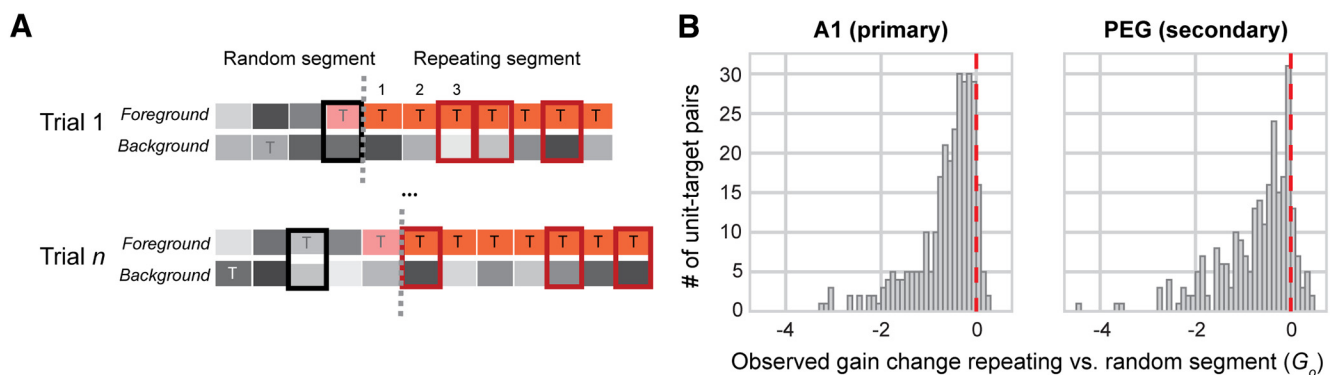 A
Random segment
Repeating segment
1 2 3
Trial 1
Foreground
T T T T T T T T
Background
T
...
Trial n
Foreground
T T T T T T T T T
Background
T
B
A1 (primary)
PEG (secondary)
# of unit-target pairs
30
25
20
15
10
5
0
-4 -2 0
-4 -2 0
Observed gain change repeating vs. random segment (Go)